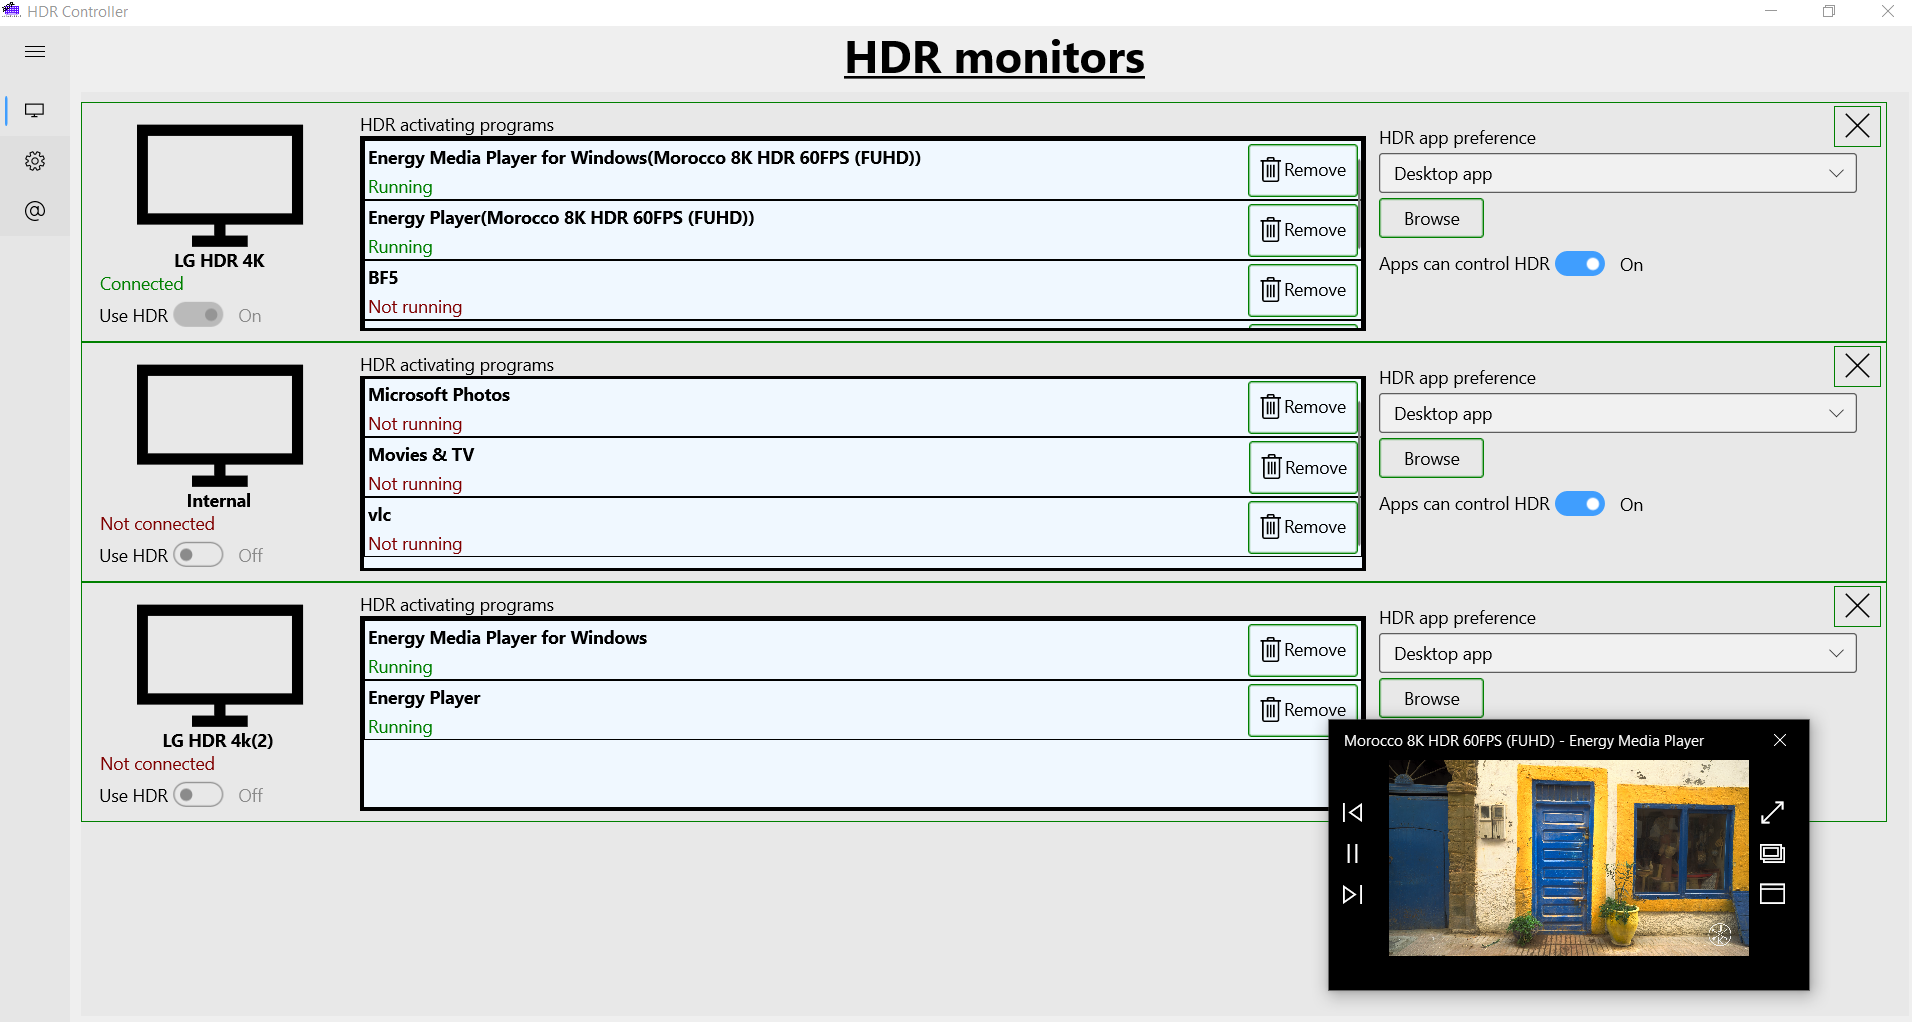 HDR Controller
HDR monitors
HDR activating programs
Energy Media Player for Windows(Morocco 8K HDR 60FPS (FUHD))
Running
Remove
Energy Player(Morocco 8K HDR 60FPS (FUHD))
Running
Remove
BF5
Not running
Remove
LG HDR 4K
Connected
Use HDR On
HDR app preference
Desktop app
Browse
Apps can control HDR On
HDR activating programs
Microsoft Photos
Not running
Remove
Movies & TV
Not running
Remove
vlc
Not running
Remove
Internal
Not connected
Use HDR Off
HDR app preference
Desktop app
Browse
Apps can control HDR On
HDR activating programs
Energy Media Player for Windows
Running
Remove
Energy Player
Running
Remove
LG HDR 4k(2)
Not connected
Use HDR Off
HDR app preference
Desktop app
Browse
Morocco 8K HDR 60FPS (FUHD) - Energy Media Player